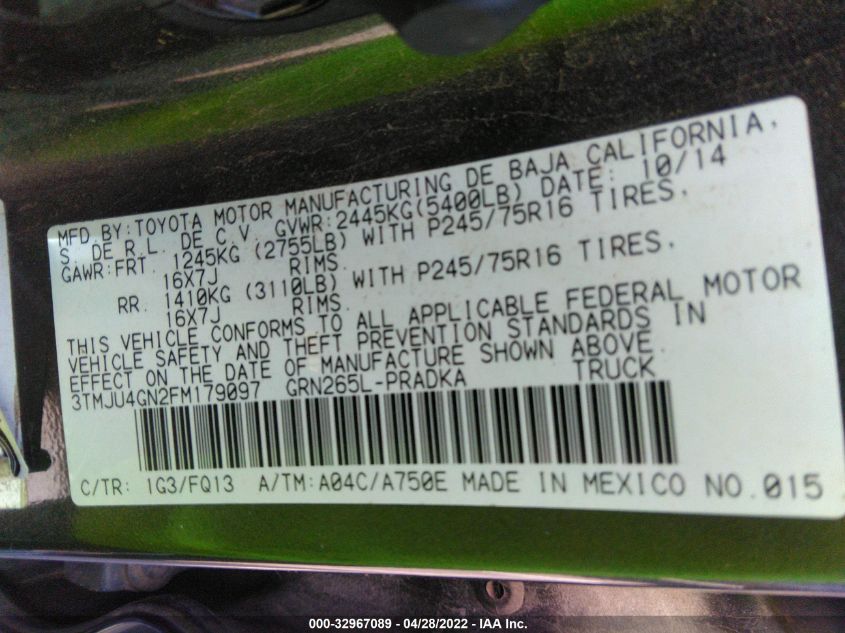 MFD.BY:TOYOTA MOTOR MANUFACTURING DE BAJA CALIFORNIA,
S. DE R.L. DE C.V. GVWR:2445KG(5400LB) DATE: 10/14
GAWR:FRT. 1245KG (2755LB) WITH P245/75R16 TIRES,
16X7J RIMS.
RR. 1410KG (3110LB) WITH P245/75R16 TIRES,
16X7J RIMS.
THIS VEHICLE CONFORMS TO ALL APPLICABLE FEDERAL MOTOR
VEHICLE SAFETY AND THEFT PREVENTION STANDARDS IN
EFFECT ON THE DATE OF MANUFACTURE SHOWN ABOVE.
3TMJU4GN2FM179097 GRN265L-PRADKA TRUCK
C/TR: 1G3/FQ13 A/TM:A04C/A750E MADE IN MEXICO NO.015
000-32967089 - 04/28/2022 - IAA Inc.